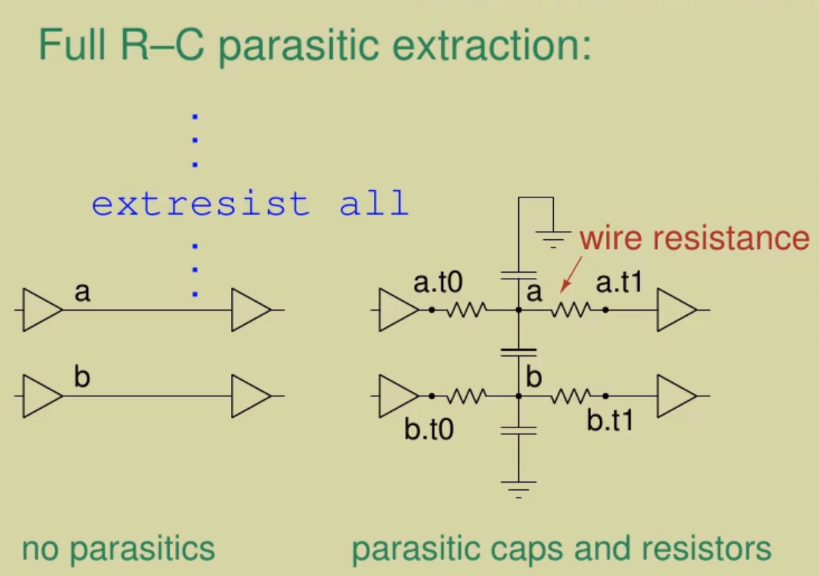 Full R–C parasitic extraction:
:
.
extresist all
:
.
wire resistance
a
a.t0
a
a.t1
b
b
b.t0
b.t1
no parasitics
parasitic caps and resistors